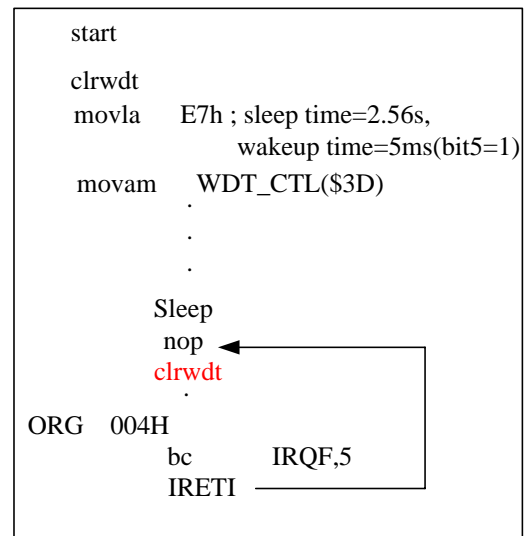 start
clrwdt
movla E7h ; sleep time=2.56s,
wakeup time=5ms(bit5=1)
movam WDT_CTL($3D)
.
.
.
Sleep
nop
clrwdt
.
ORG 004H
bc IRQF,5
IRETI